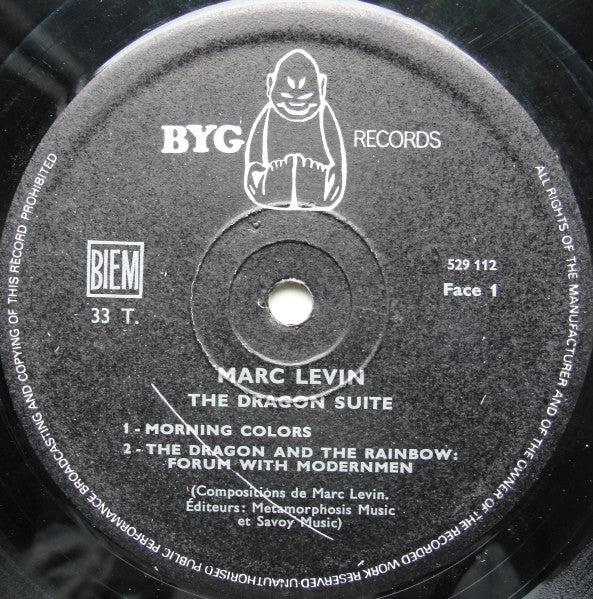 BYG RECORDS
BIEM
33 T.
529 112
Face 1
MARC LEVIN
THE DRAGON SUITE
1 - MORNING COLORS
2 - THE DRAGON AND THE RAINBOW:
FORUM WITH MODERNMEN
(Compositions de Marc Levin.
Éditeurs: Metamorphosis Music
et Savoy Music)
ALL RIGHTS OF THE MANUFACTURER AND OF THE OWNER OF THE RECORDED WORK RESERVED-UNAUTHORISED PUBLIC PERFORMANCE BROADCASTING AND COPYING OF THIS RECORD PROHIBITED